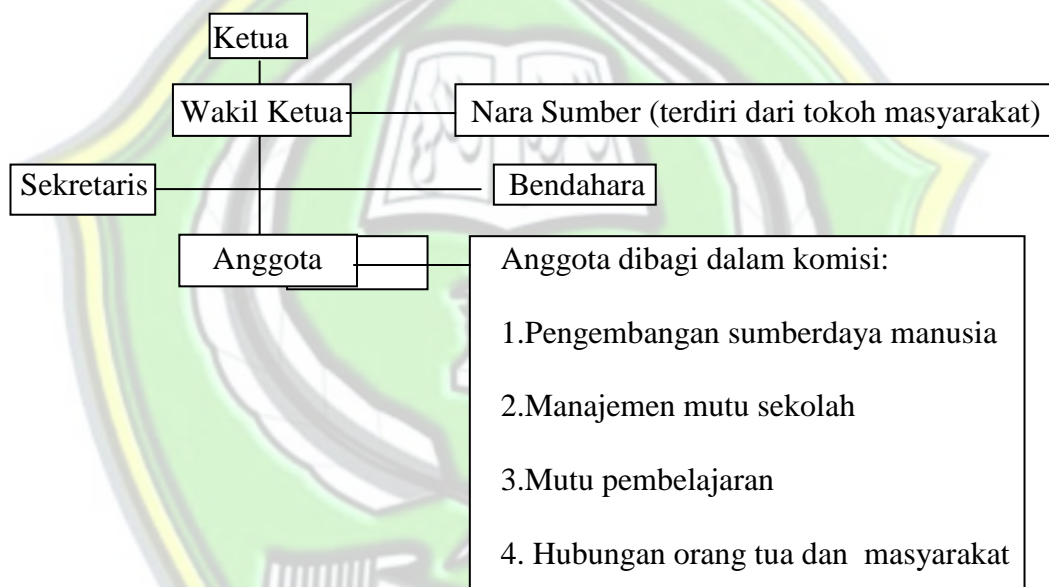 Ketua
Wakil Ketua
Nara Sumber (terdiri dari tokoh masyarakat)
Sekretaris
Bendahara
Anggota
Anggota dibagi dalam komisi:
1.Pengembangan sumberdaya manusia
2.Manajemen mutu sekolah
3.Mutu pembelajaran
4. Hubungan orang tua dan  masyarakat